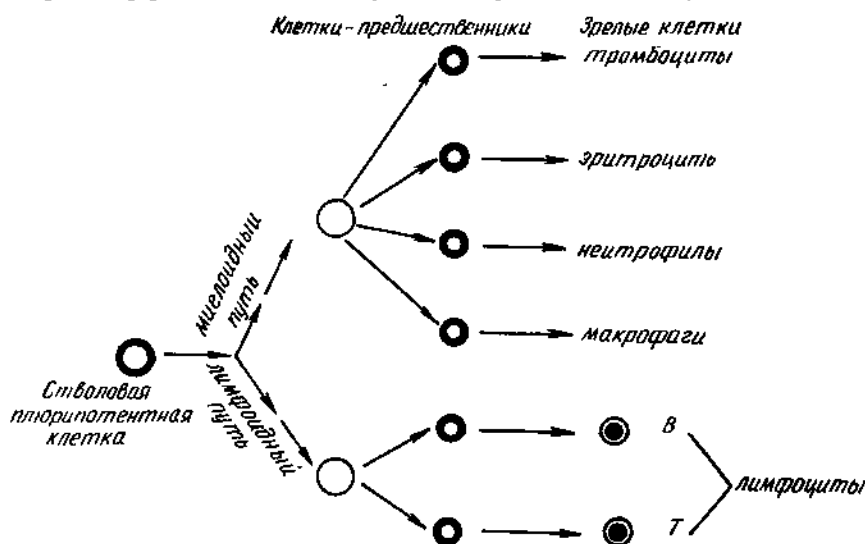 Клетки-предшественники
Зрелые клетки
тромбоциты
эритроциты
нейтрофилы
макрофаги
миелоидный
путь
Стволовая
плюрипотентная
клетка
лимфоидный
путь
В
Т
лимфоциты